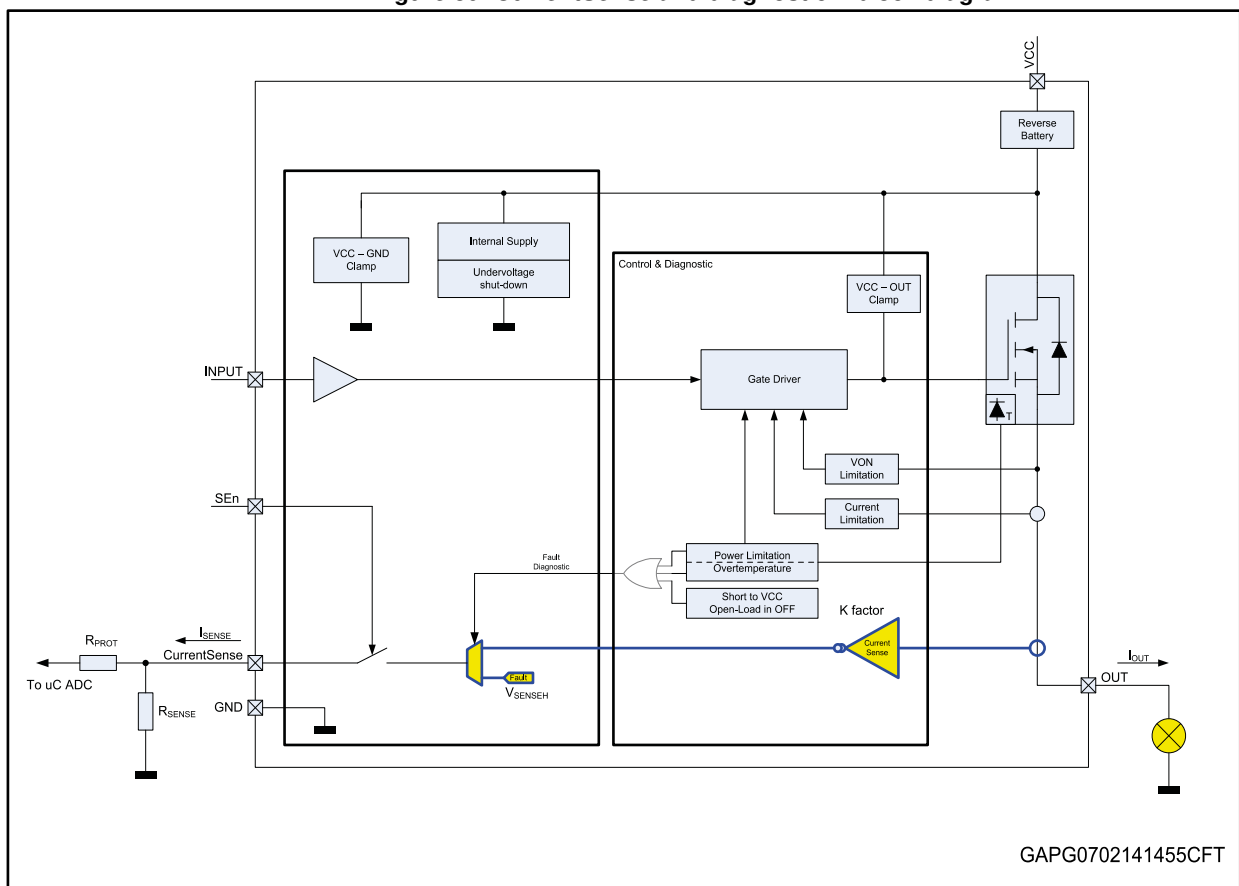 VCC
Reverse
Battery
Internal Supply
VCC – GND
Clamp
Undervoltage
shut-down
Control & Diagnostic
VCC – OUT
Clamp
INPUT
Gate Driver
T
VON
Limitation
SEn
Current
Limitation
Fault
Diagnostic
Power Limitation
Overtemperature
Short to VCC
Open-Load in OFF
K factor
Current
Sense
ISENSE
RPROT
CurrentSense
To uC ADC
Fault
VSENSEH
IOUT
OUT
RSENSE
GND
GAPG0702141455CFT